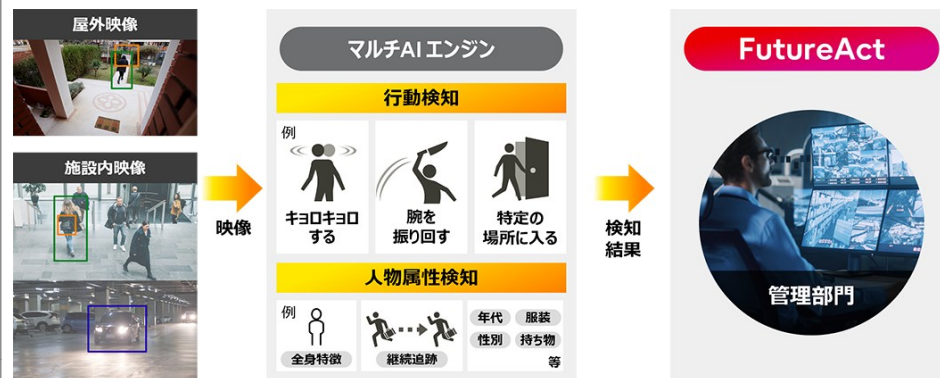 屋外映像
施設内映像
映像
マルチAIエンジン
行動検知
例
キョロキョロ
する
腕を
振り回す
特定の
場所に入る
人物属性検知
例
全身特徴
継続追跡
年代
服装
性別
持ち物
等
検知
結果
FutureAct
管理部門